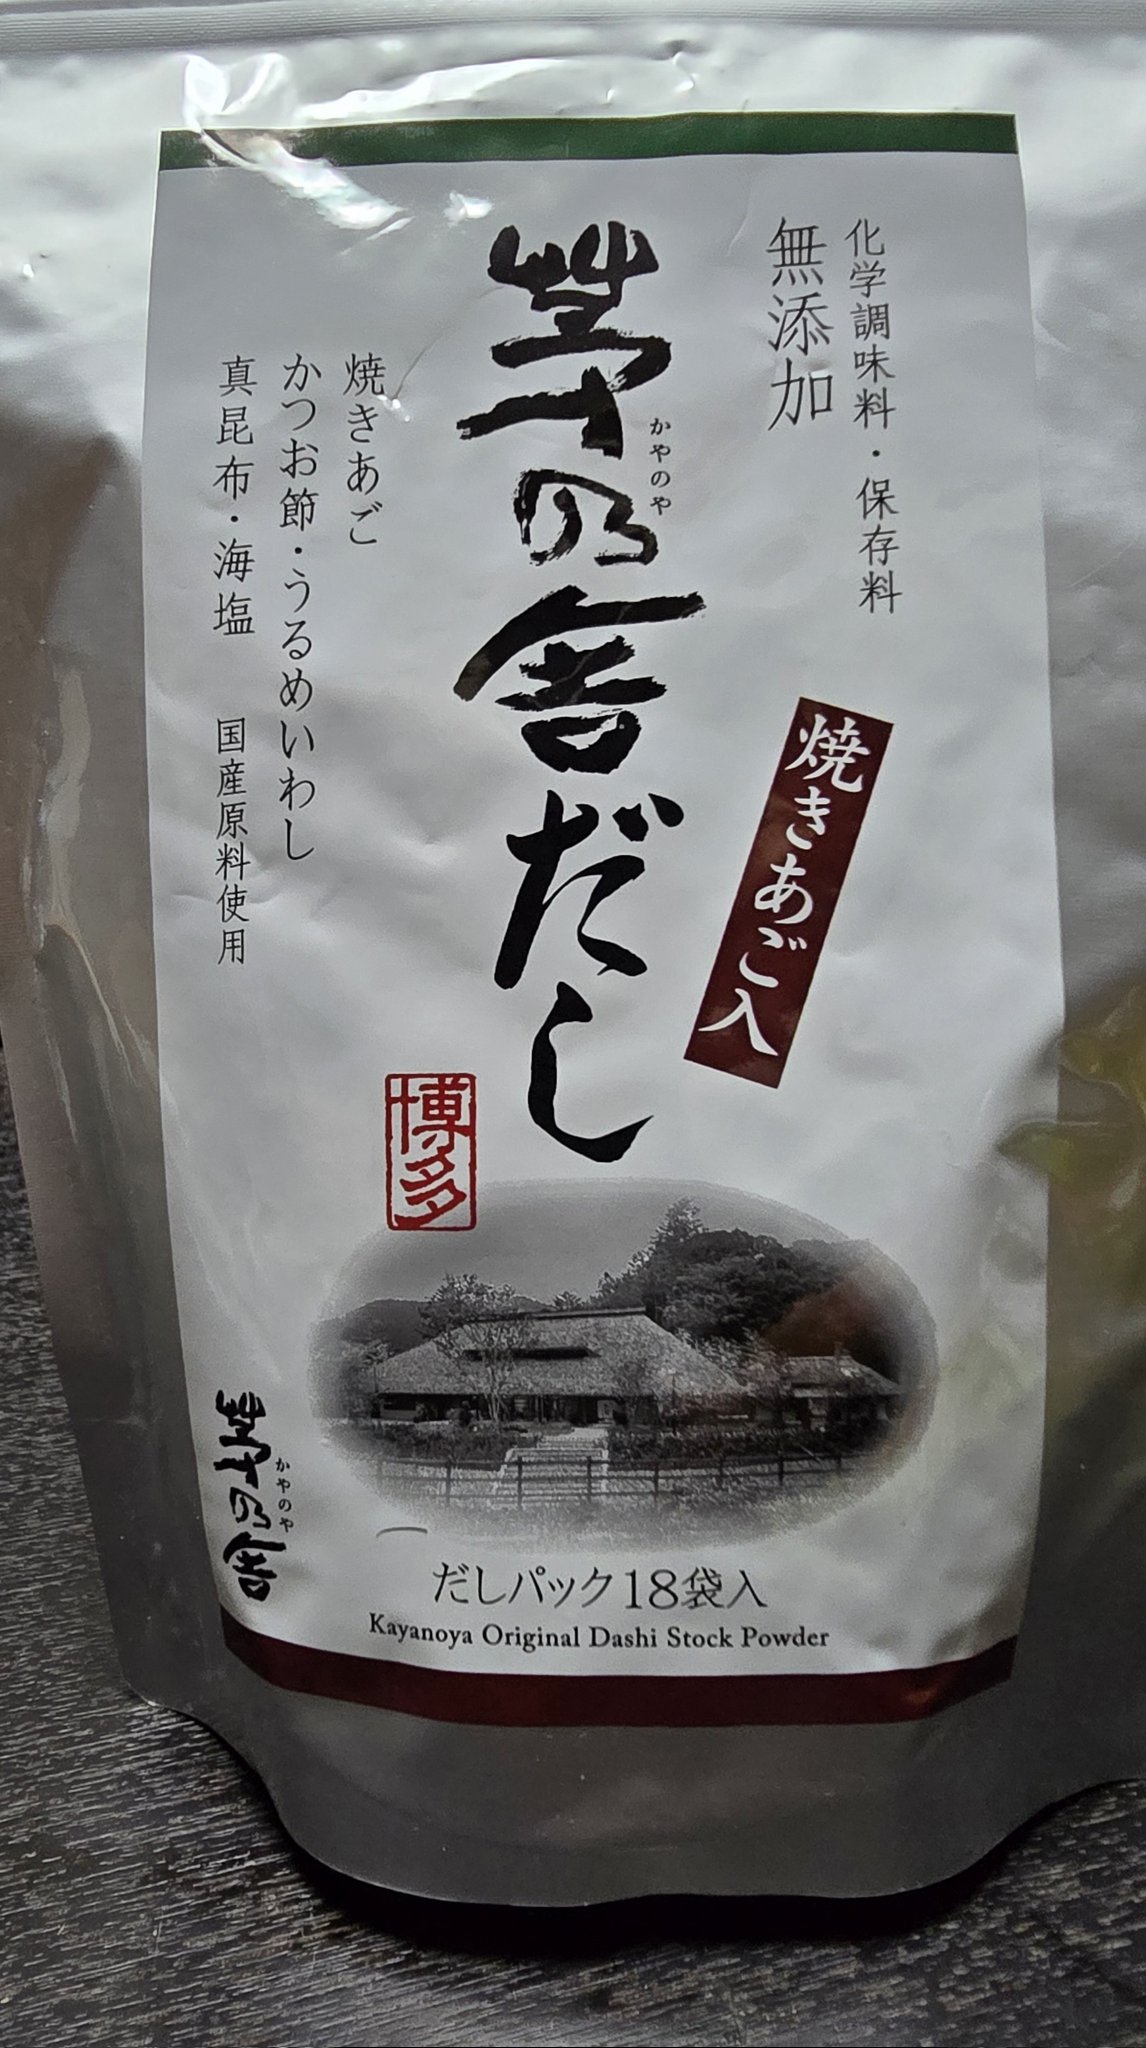 化学調味料・保存料
無添加
茅乃舎だし
かやのや
焼きあご入
焼きあご
かつお節・うるめいわし
真昆布・海塩 国産原料使用
博多
茅乃舎
かやのや
だしパック18袋入
Kayanoya Original Dashi Stock Powder